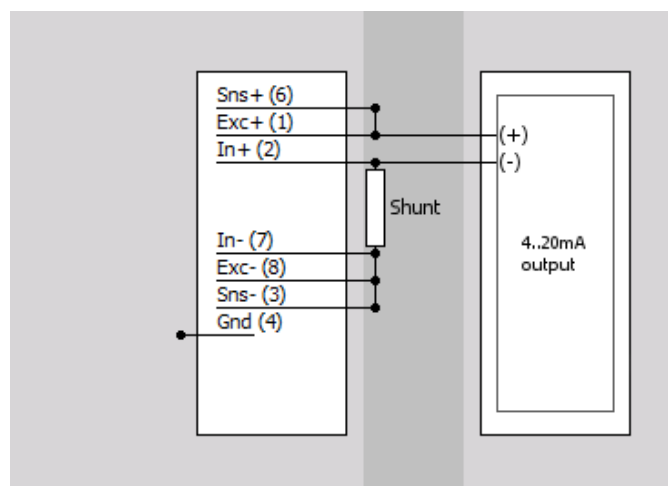 Sns+ (6)
Exc+ (1)
In+ (2)
(+)
(-)
Shunt
In- (7)
Exc- (8)
Sns- (3)
Gnd (4)
4..20mA
output